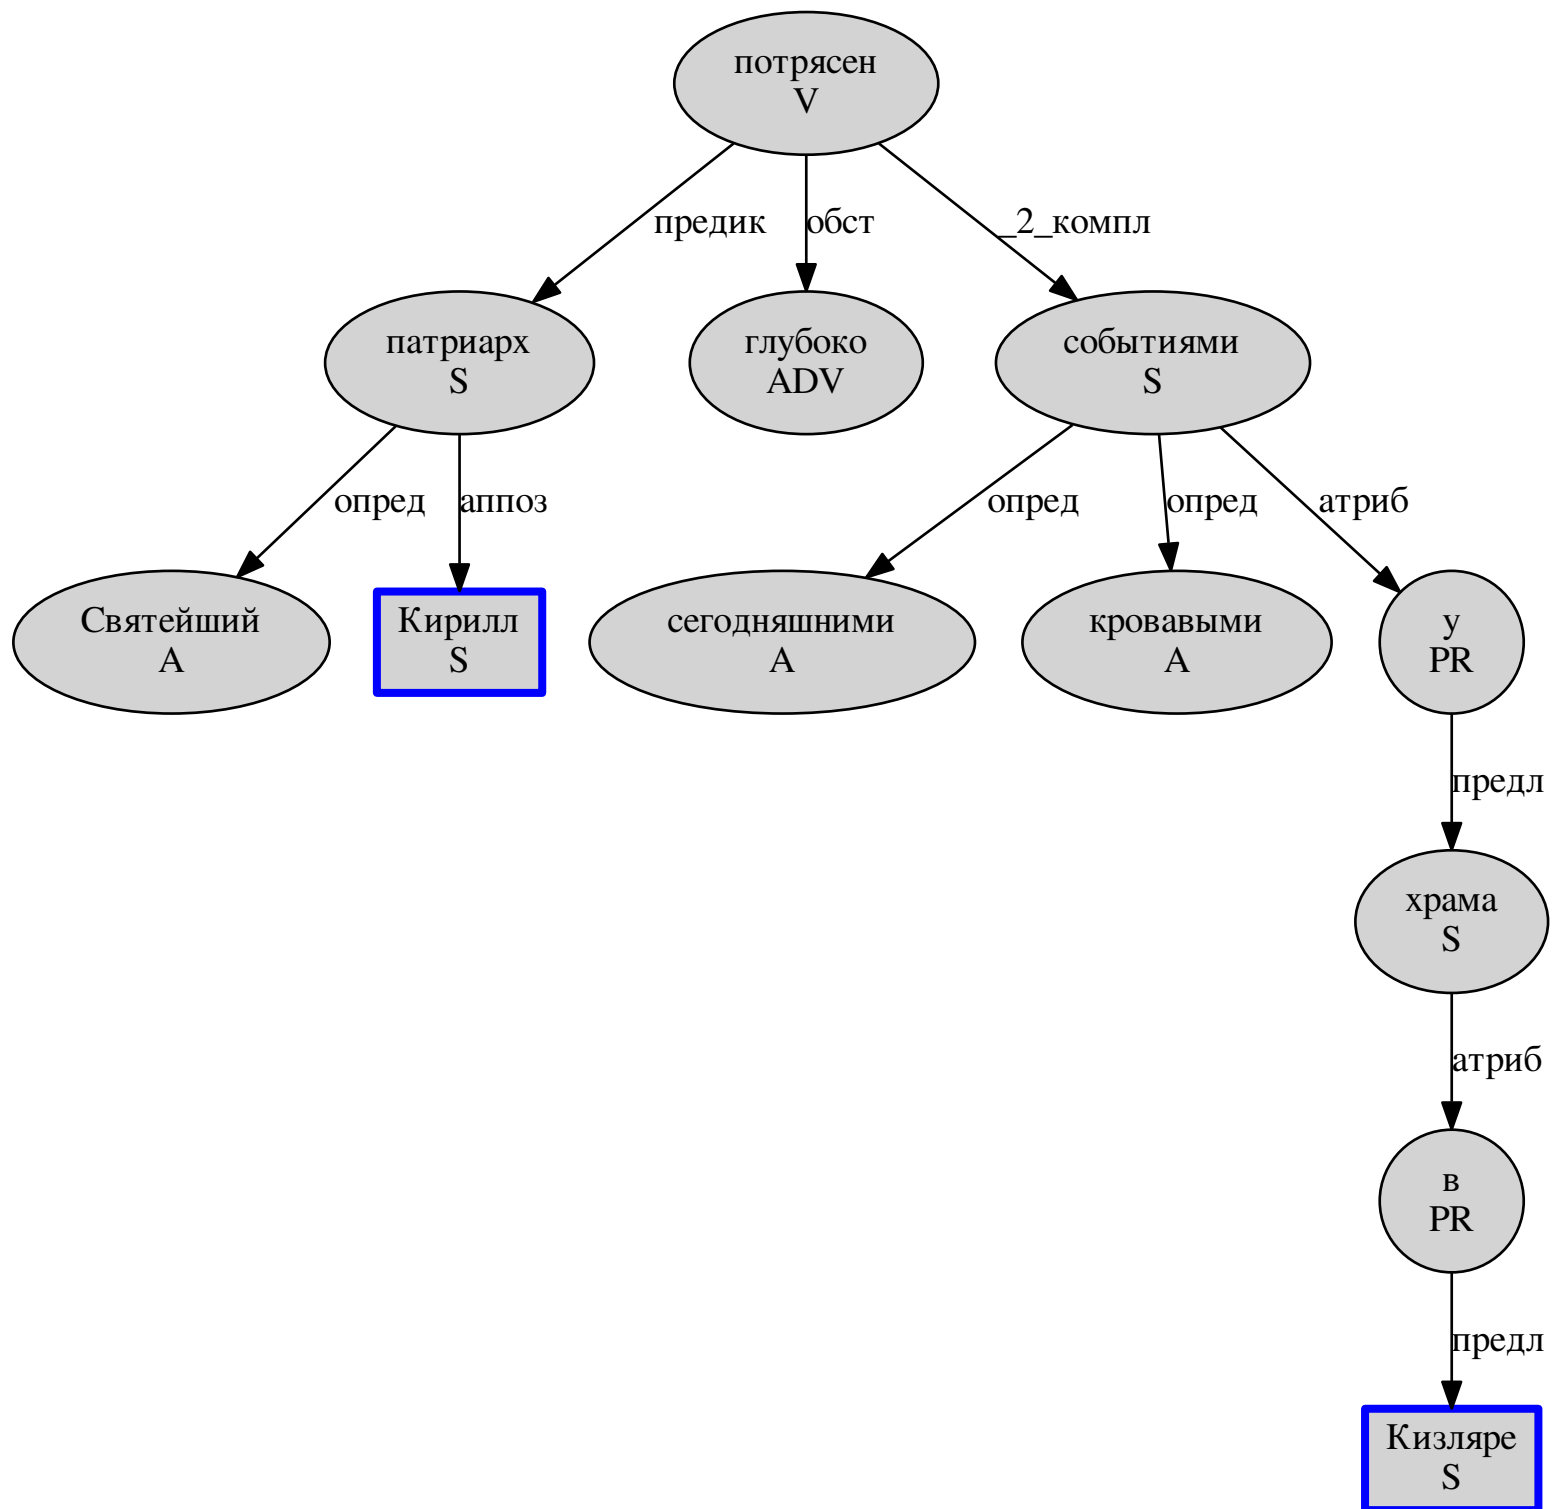 потрясен
V
предик
обст
_2_компл
патриарх
S
глубоко
ADV
событиями
S
опред
аппоз
опред
опред
атриб
Святейший
A
Кирилл
S
сегодняшними
A
кровавыми
A
у
PR
предл
храма
S
атриб
в
PR
предл
Кизляре
S